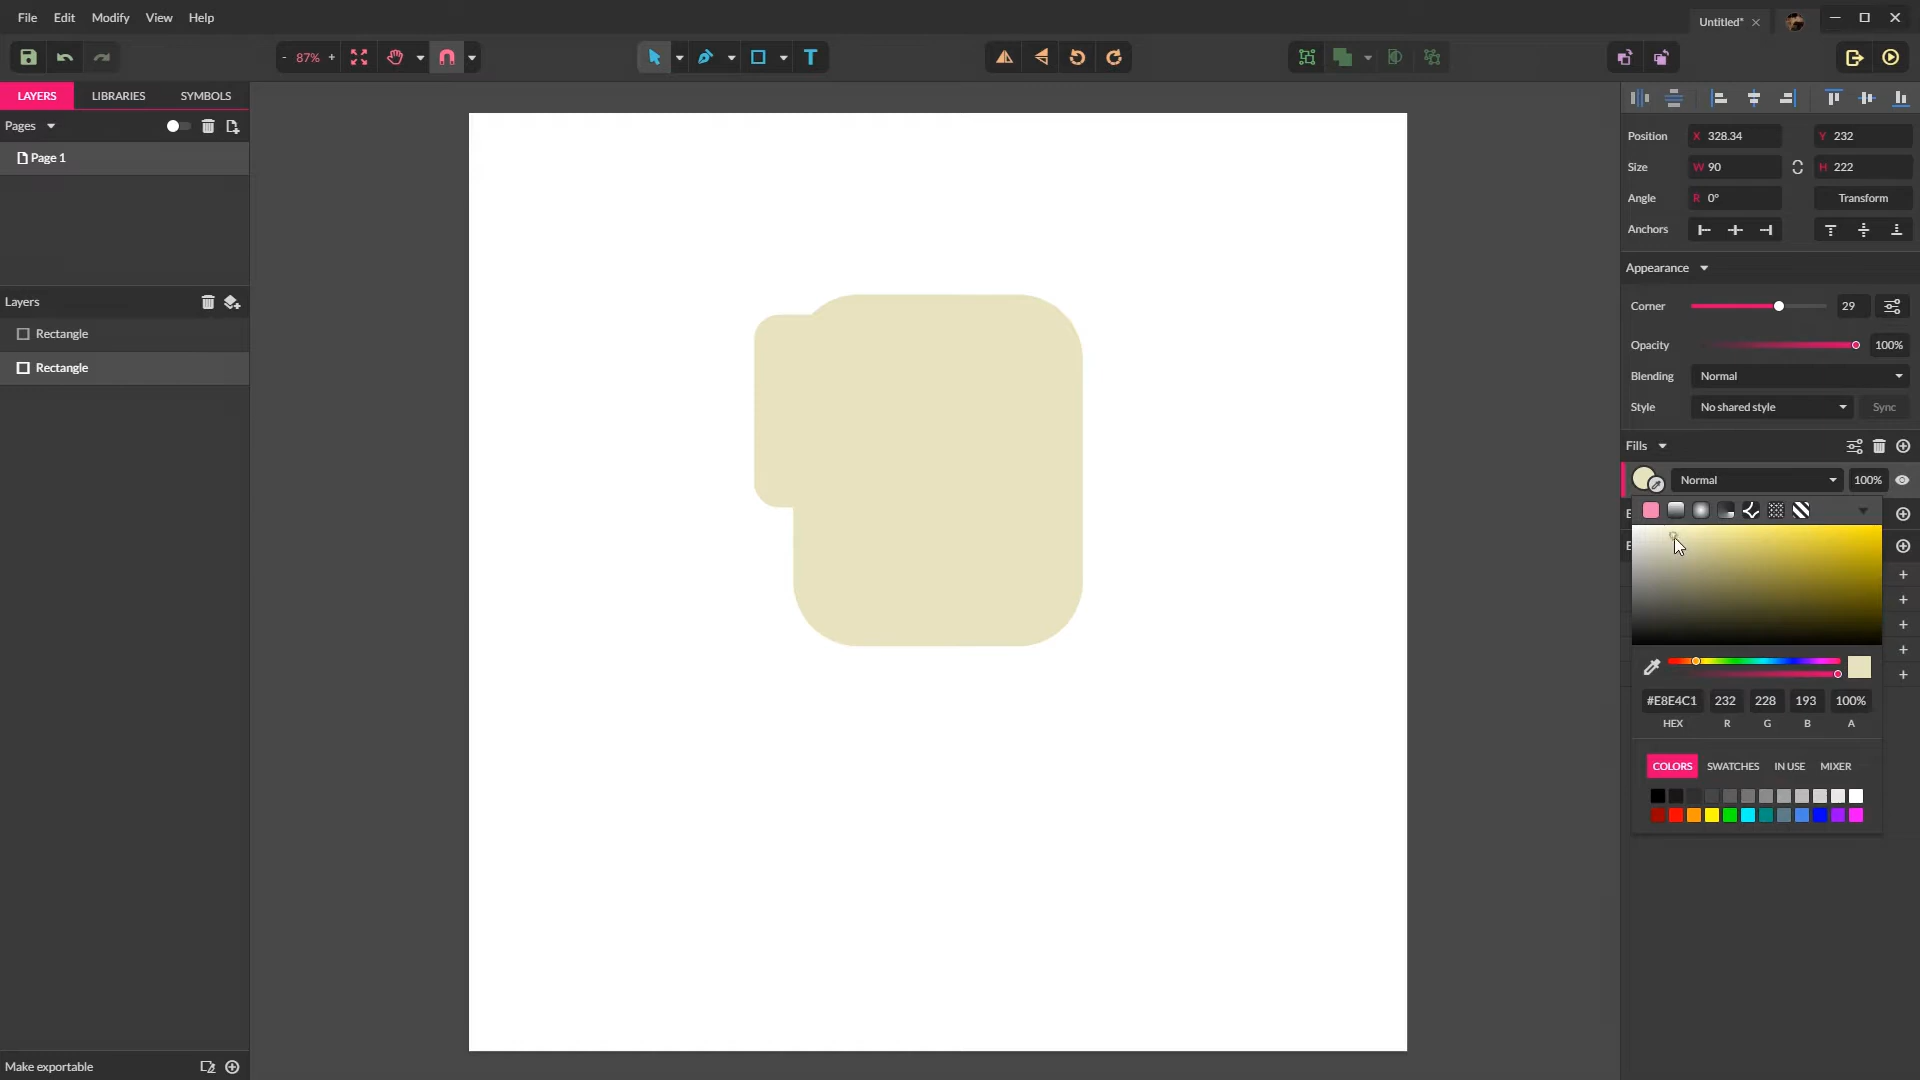 File Edit Modify View Help
Untitled*
- 87% +
T
LAYERS LIBRARIES SYMBOLS
Pages
Page 1
Layers
Rectangle
Rectangle
Make exportable
Position X 328.34 Y 232
Size W 90 H 222
Angle R 0° Transform
Anchors
Appearance
Corner 29
Opacity 100%
Blending Normal
Style No shared style Sync
Fills
Normal 100%
#E8E4C1 232 228 193 100%
HEX R G B A
COLORS SWATCHES IN USE MIXER